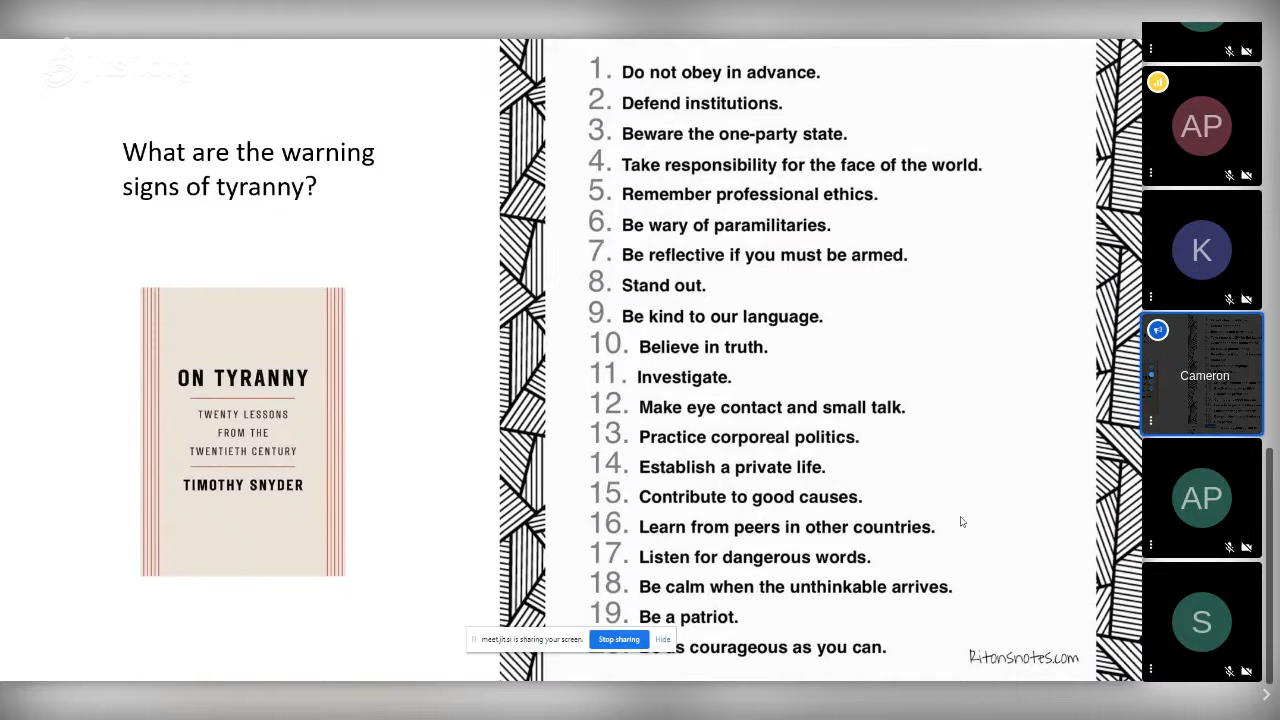 What are the warning
signs of tyranny?
ON TYRANNY
TWENTY LESSONS
FROM THE
TWENTIETH CENTURY
TIMOTHY SNYDER
1. Do not obey in advance.
2. Defend institutions.
3. Beware the one-party state.
4. Take responsibility for the face of the world.
5. Remember professional ethics.
6. Be wary of paramilitaries.
7. Be reflective if you must be armed.
8. Stand out.
9. Be kind to our language.
10. Believe in truth.
11. Investigate.
12. Make eye contact and small talk.
13. Practice corporeal politics.
14. Establish a private life.
15. Contribute to good causes.
16. Learn from peers in other countries.
17. Listen for dangerous words.
18. Be calm when the unthinkable arrives.
19. Be a patriot.
meet.jit.si is sharing your screen. Stop sharing Hide
courageous as you can.
Ritonsnotes.com
AP
K
Cameron
AP
S